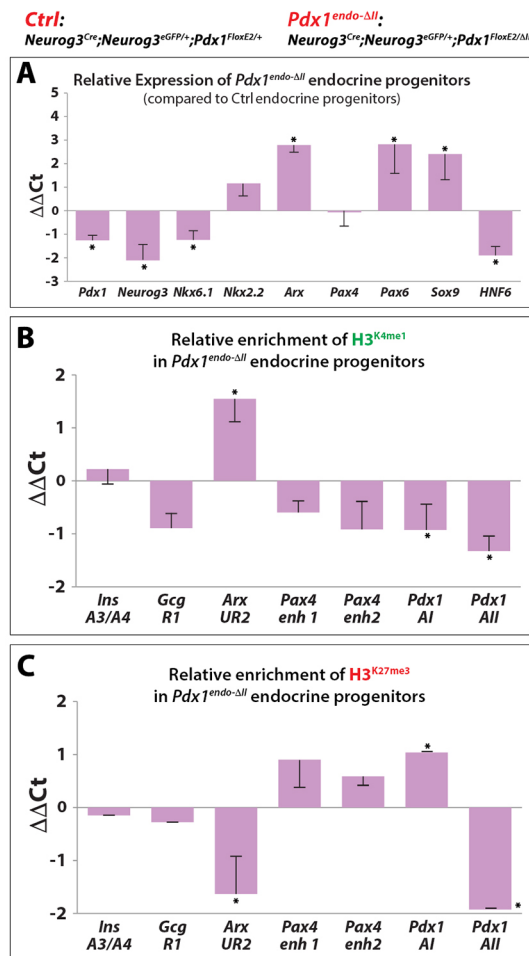 Ctrl: Pdx1endo-ΔII:
Neurog3Cre;Neurog3eGFP/+;Pdx1FloxE2/+ Neurog3Cre;Neurog3eGFP/+;Pdx1FloxE2/ΔII
A
Relative Expression of Pdx1endo-ΔII endocrine progenitors
(compared to Ctrl endocrine progenitors)
ΔΔCt
5
4
3
2
1
0
-1
-2
-3
* * * * * * *
Pdx1 Neurog3 Nkx6.1 Nkx2.2 Arx Pax4 Pax6 Sox9 HNF6
B
Relative enrichment of H3K4me1
in Pdx1endo-ΔII endocrine progenitors
ΔΔCt
2
1
0
-1
-2
* * *
Ins Gcg Arx Pax4 Pax4 Pdx1 Pdx1
A3/A4 R1 UR2 enh 1 enh2 AI AII
C
Relative enrichment of H3K27me3
in Pdx1endo-ΔII endocrine progenitors
ΔΔCt
2
1
0
-1
-2
* * *
Ins Gcg Arx Pax4 Pax4 Pdx1 Pdx1
A3/A4 R1 UR2 enh 1 enh2 AI AII